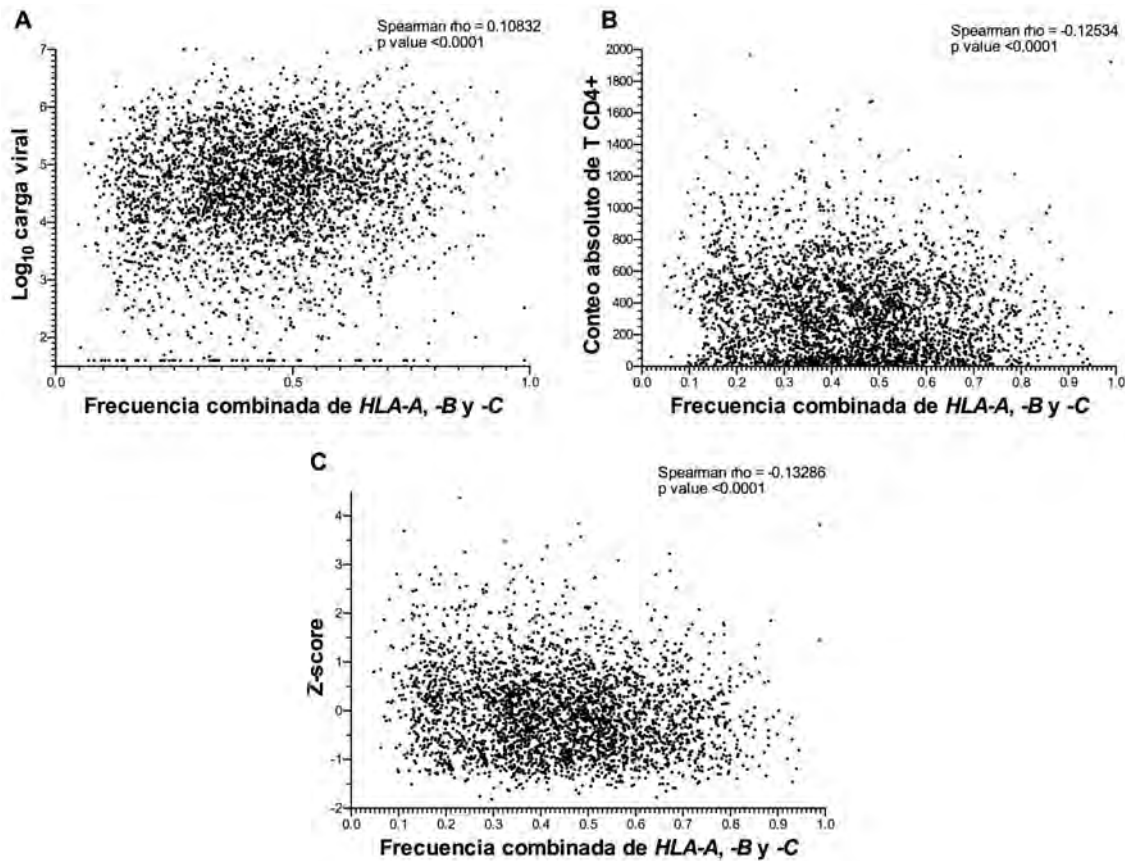 A
Spearman rho = 0.10832
p value <0.0001
7
6
5
4
3
2
Log10 carga viral
0.0 0.5 1.0
Frecuencia combinada de HLA-A, -B y -C
B
Spearman rho = -0.12534
p value <0.0001
2000
1800
1600
1400
1200
1000
800
600
400
200
0
Conteo absoluto de T CD4+
0.0 0.1 0.2 0.3 0.4 0.5 0.6 0.7 0.8 0.9 1.0
Frecuencia combinada de HLA-A, -B y -C
C
Spearman rho = -0.13286
p value <0.0001
4
3
2
1
0
-1
-2
Z-score
0.0 0.1 0.2 0.3 0.4 0.5 0.6 0.7 0.8 0.9 1.0
Frecuencia combinada de HLA-A, -B y -C